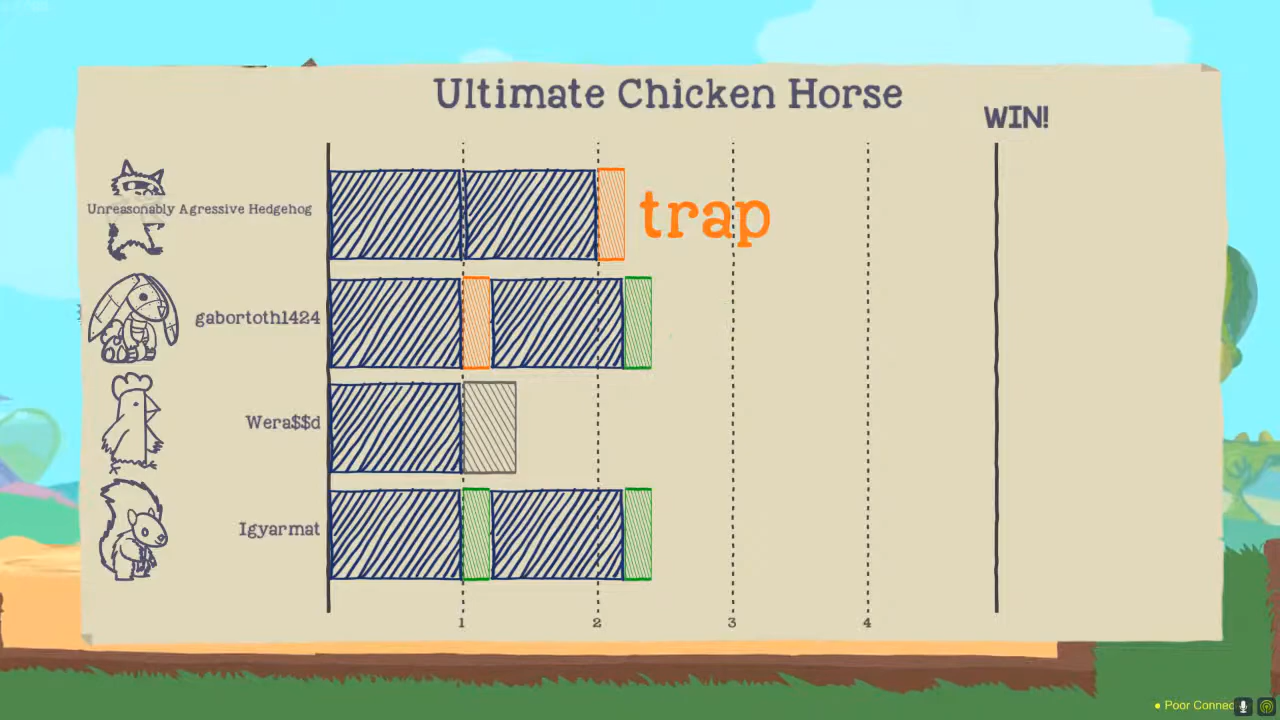 Ultimate Chicken Horse
WIN!
Unreasonably Agressive Hedgehog
trap
gabortoth1424
Wera$$d
Igyarmat
1 2 3 4
Poor Connec